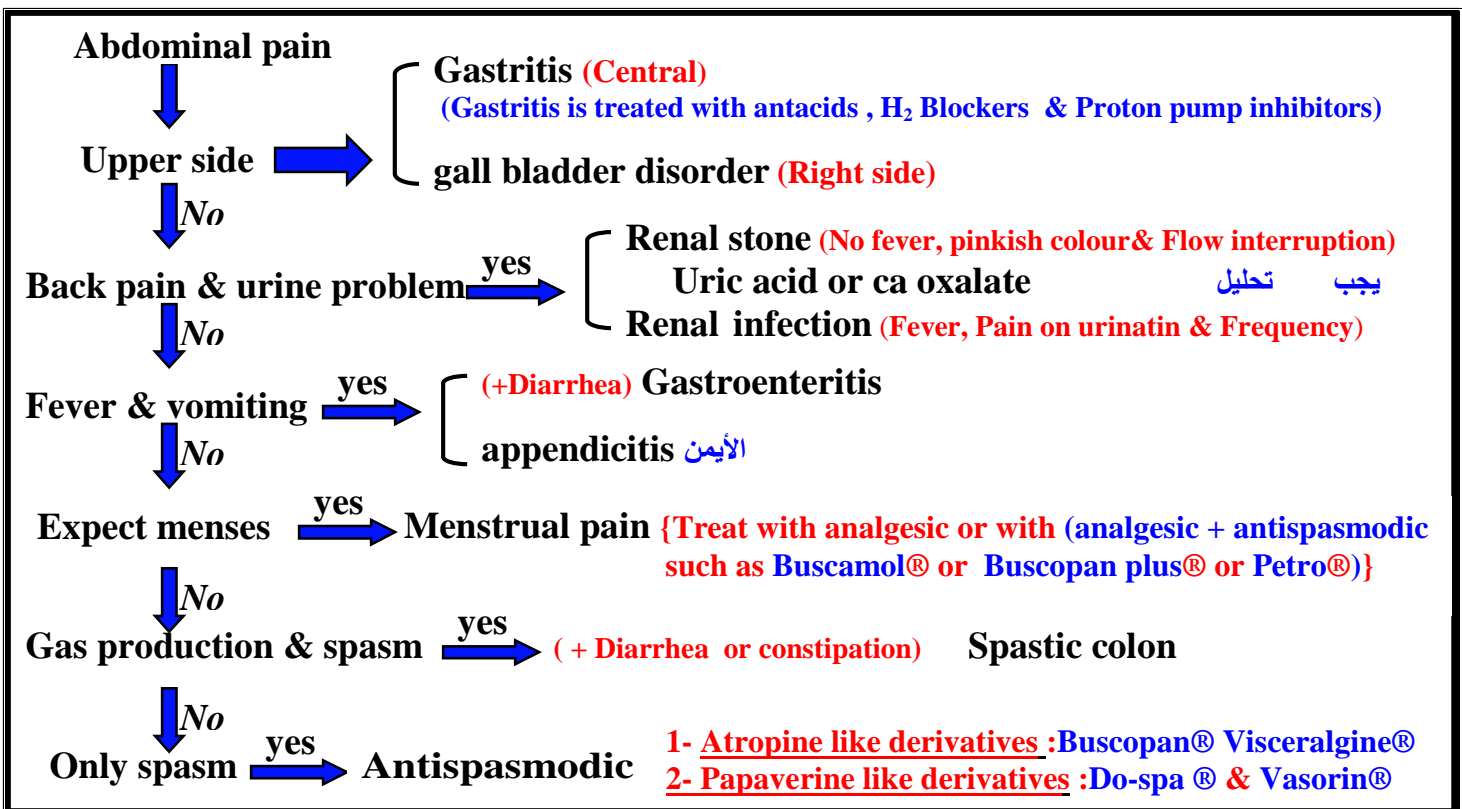 Abdominal pain
Gastritis (Central)
(Gastritis is treated with antacids , H₂ Blockers & Proton pump inhibitors)
Upper side
gall bladder disorder (Right side)
No
Renal stone (No fever, pinkish colour& Flow interruption)
Back pain & urine problem yes
Uric acid or ca oxalate يجب تحليل
Renal infection (Fever, Pain on urinatin & Frequency)
No
Fever & vomiting yes
(+Diarrhea) Gastroenteritis
appendicitis الأيمن
No
Expect menses yes Menstrual pain {Treat with analgesic or with (analgesic + antispasmodic
such as Buscamol® or Buscopan plus® or Petro®)}
No
Gas production & spasm yes ( + Diarrhea or constipation) Spastic colon
No
Only spasm yes Antispasmodic
1- Atropine like derivatives :Buscopan® Visceralgine®
2- Papaverine like derivatives :Do-spa ® & Vasorin®